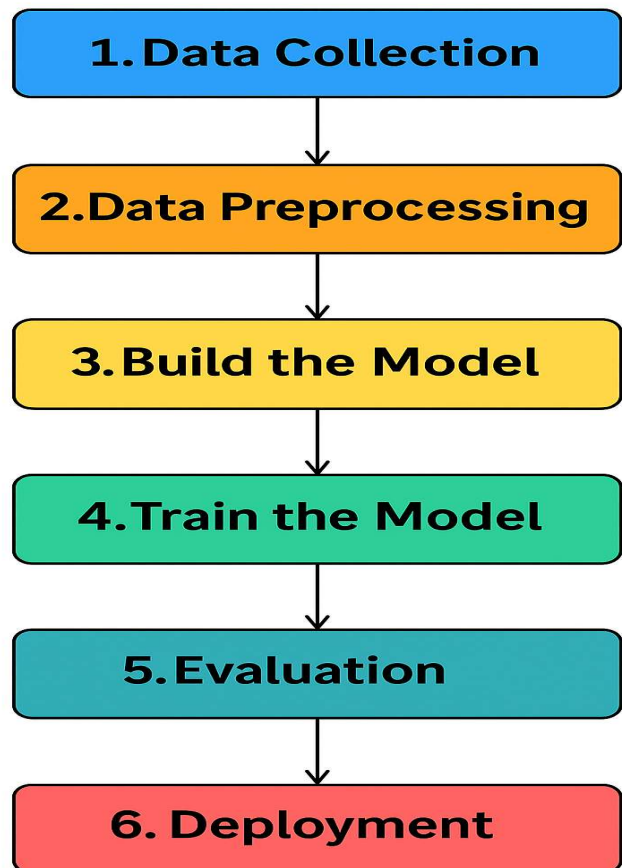 1. Data Collection
2.Data Preprocessing
3. Build the Model
4.Train the Model
5. Evaluation
6. Deployment